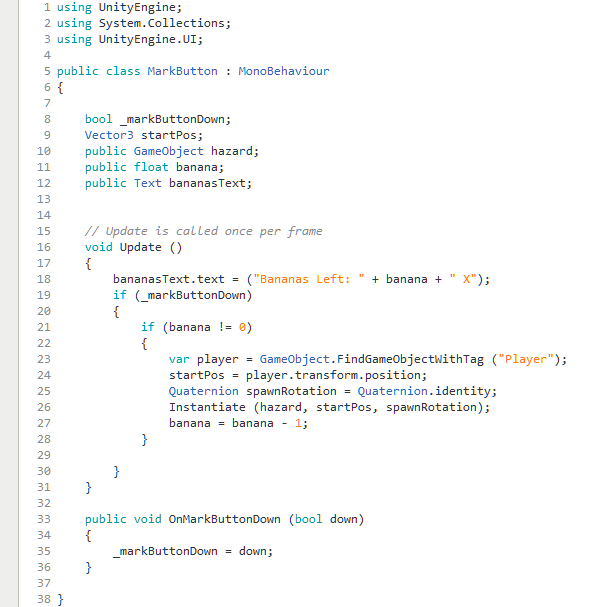 1 using UnityEngine;
2 using System.Collections;
3 using UnityEngine.UI;
4
5 public class MarkButton : MonoBehaviour
6 {
7
8     bool _markButtonDown;
9     Vector3 startPos;
10     public GameObject hazard;
11     public float banana;
12     public Text bananasText;
13
14
15     // Update is called once per frame
16     void Update ()
17     {
18         bananasText.text = ("Bananas Left: " + banana + " X");
19         if (_markButtonDown)
20         {
21             if (banana != 0)
22             {
23                 var player = GameObject.FindGameObjectWithTag ("Player");
24                 startPos = player.transform.position;
25                 Quaternion spawnRotation = Quaternion.identity;
26                 Instantiate (hazard, startPos, spawnRotation);
27                 banana = banana - 1;
28             }
29
30         }
31     }
32
33     public void OnMarkButtonDown (bool down)
34     {
35         _markButtonDown = down;
36     }
37
38 }